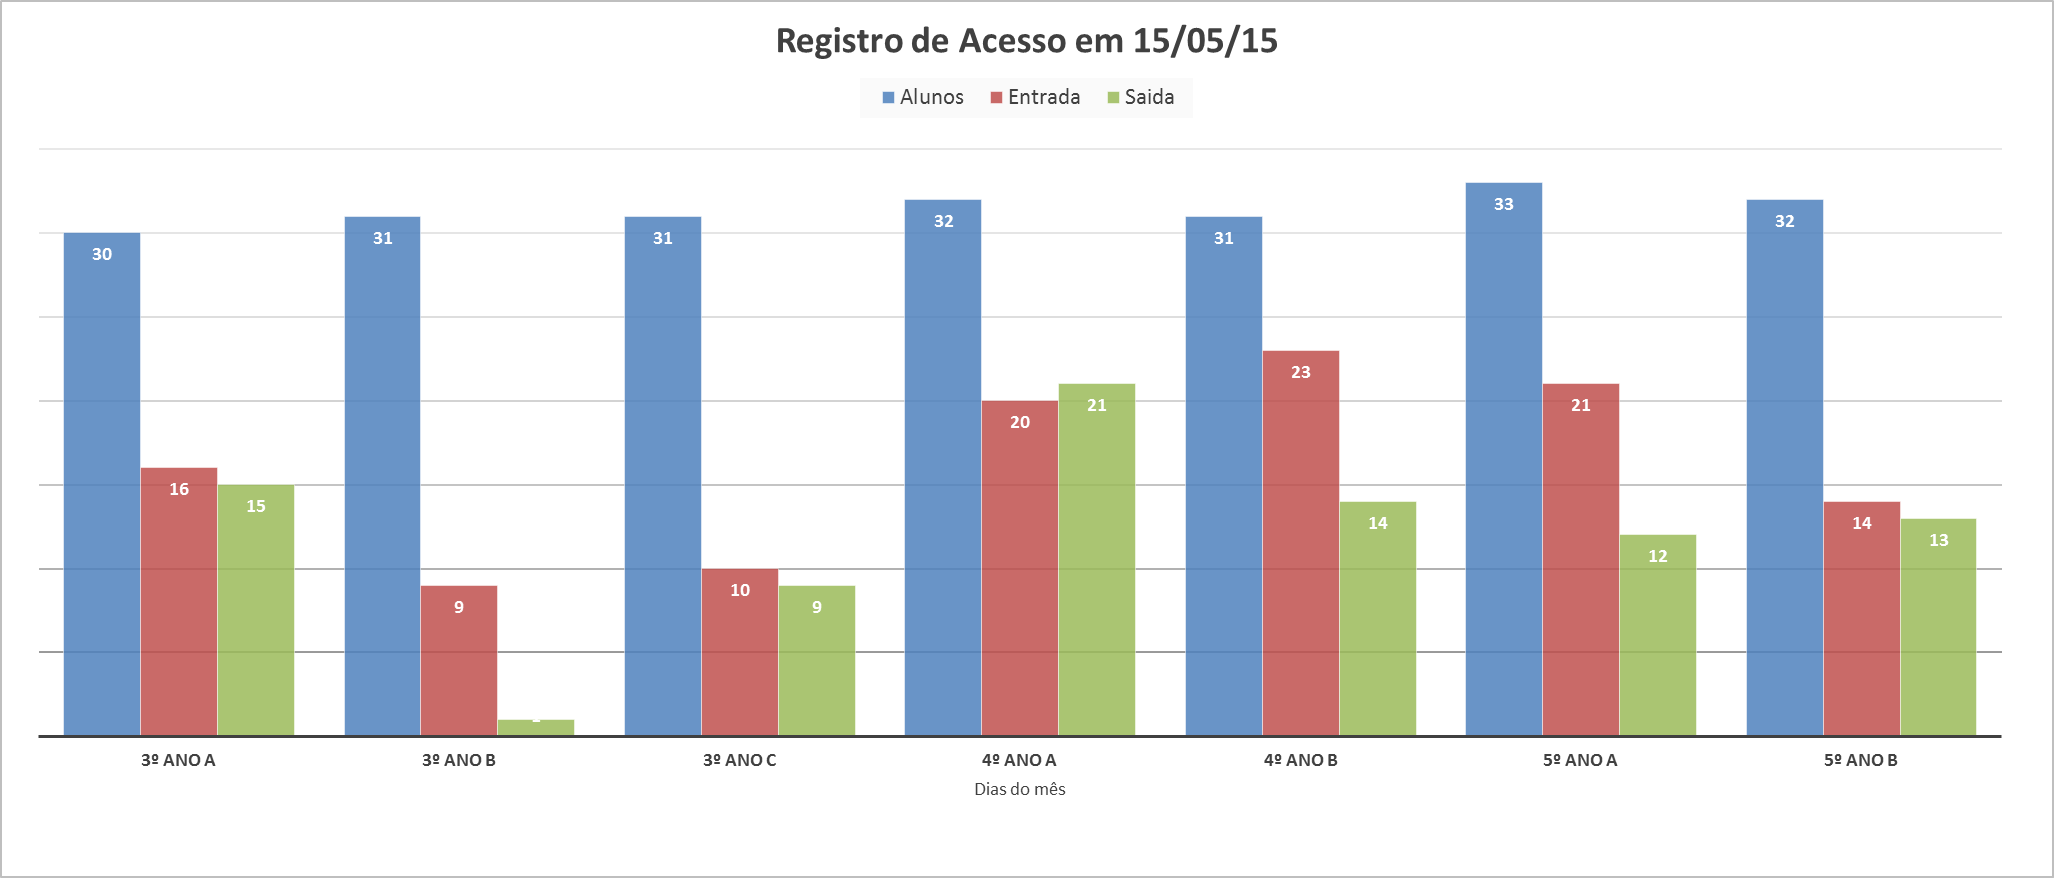 Registro de Acesso em 15/05/15
Alunos Entrada Saida
30 16 15
31 9
31 10 9
32 20 21
31 23 14
33 21 12
32 14 13
3º ANO A 3º ANO B 3º ANO C 4º ANO A 4º ANO B 5º ANO A 5º ANO B
Dias do mês